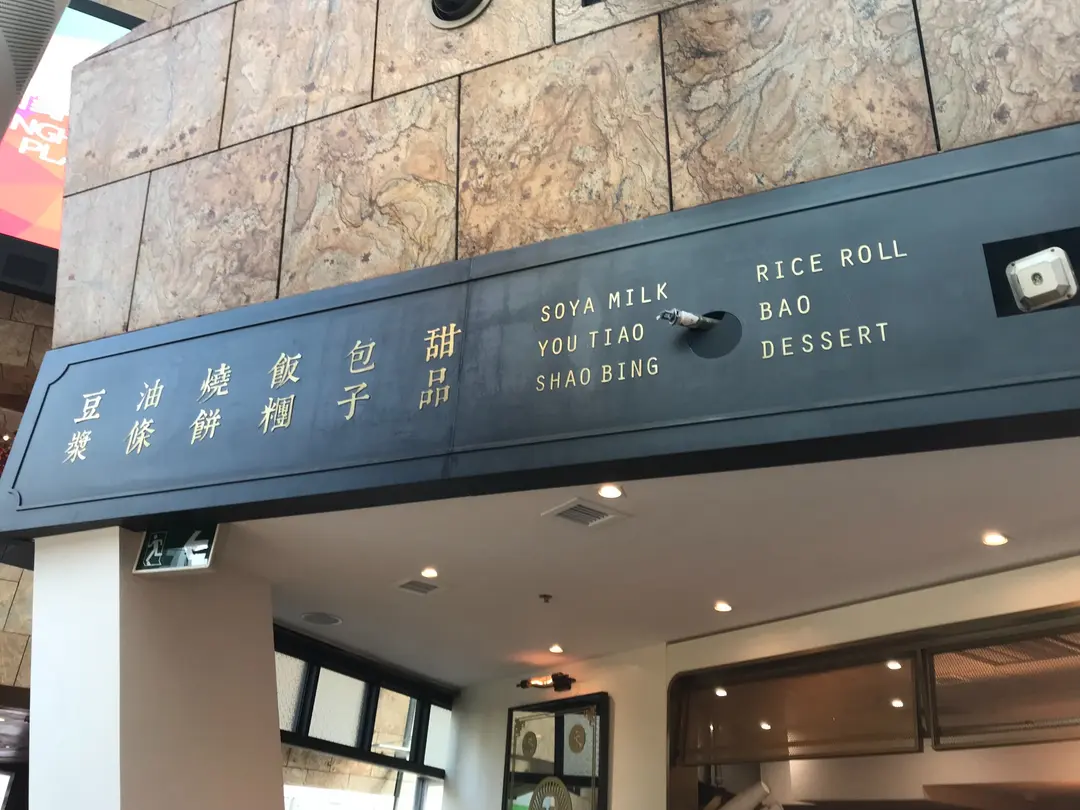 豆漿
油條
燒餅
飯糰
包子
甜品
SOYA MILK
YOU TIAO
SHAO BING
RICE ROLL
BAO
DESSERT